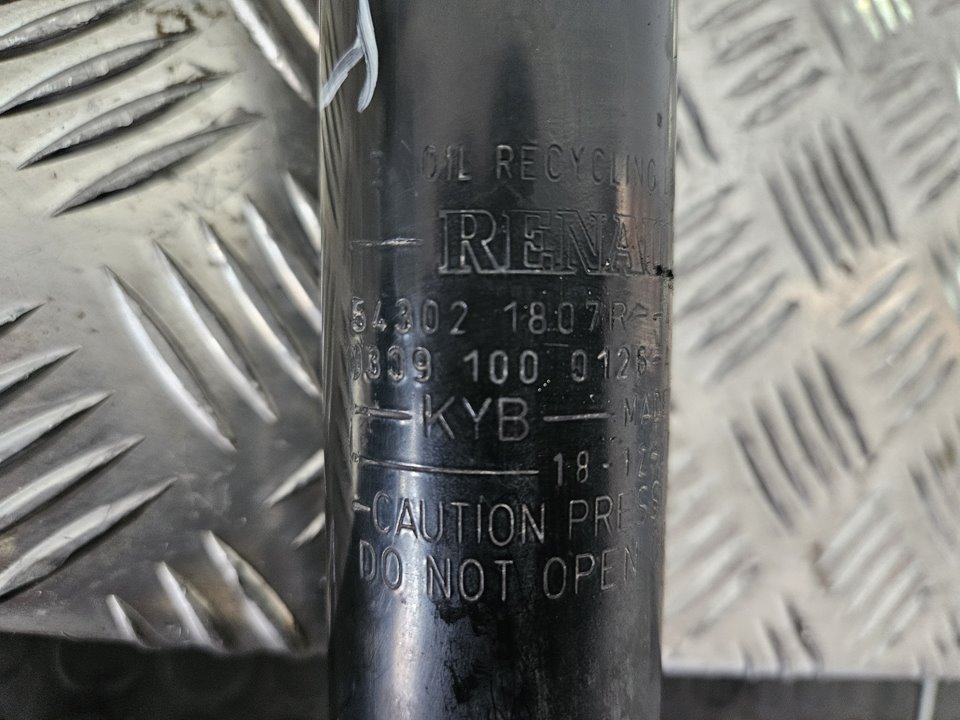 OIL RECYCLING
RENAU
54302 1807R
0309 100 0126
KYB
18-12
CAUTION PRESS
DO NOT OPEN